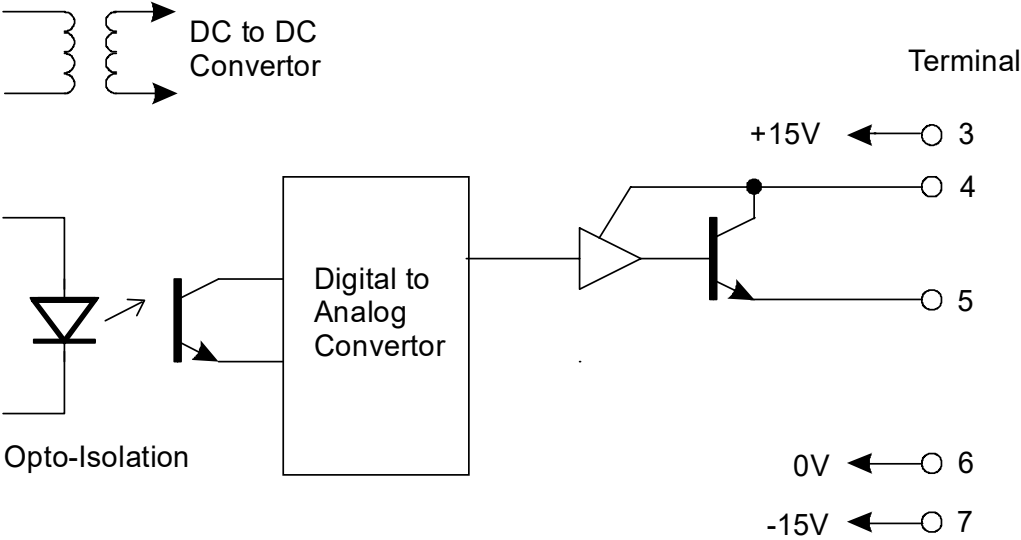 DC to DC
Convertor
Terminal
+15V 3
4
Digital to
Analog
Convertor
5
Opto-Isolation
0V 6
-15V 7